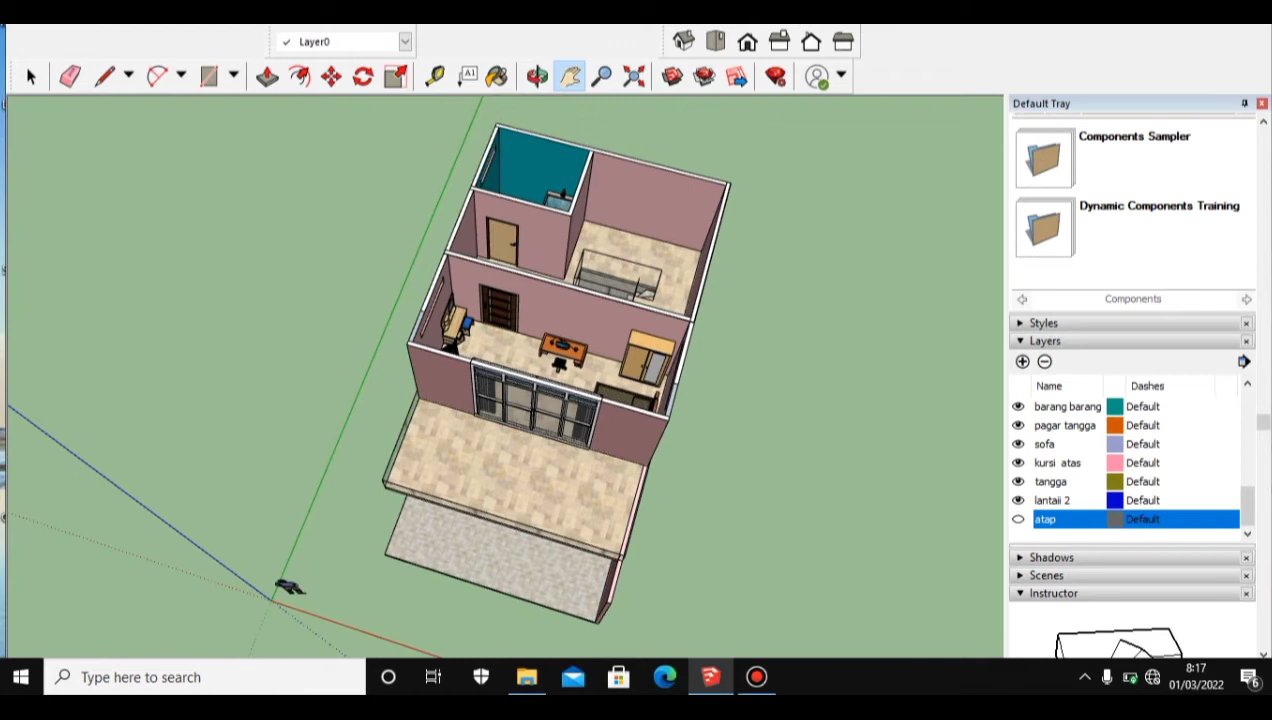 Layer0
A1
Default Tray
Components Sampler
Dynamic Components Training
Components
Styles
Layers
Name Dashes
barang barang Default
pagar tangga Default
sofa Default
kursi atas Default
tangga Default
lantaii 2 Default
atap Default
Shadows
Scenes
Instructor
Type here to search
8:17
01/03/2022
6